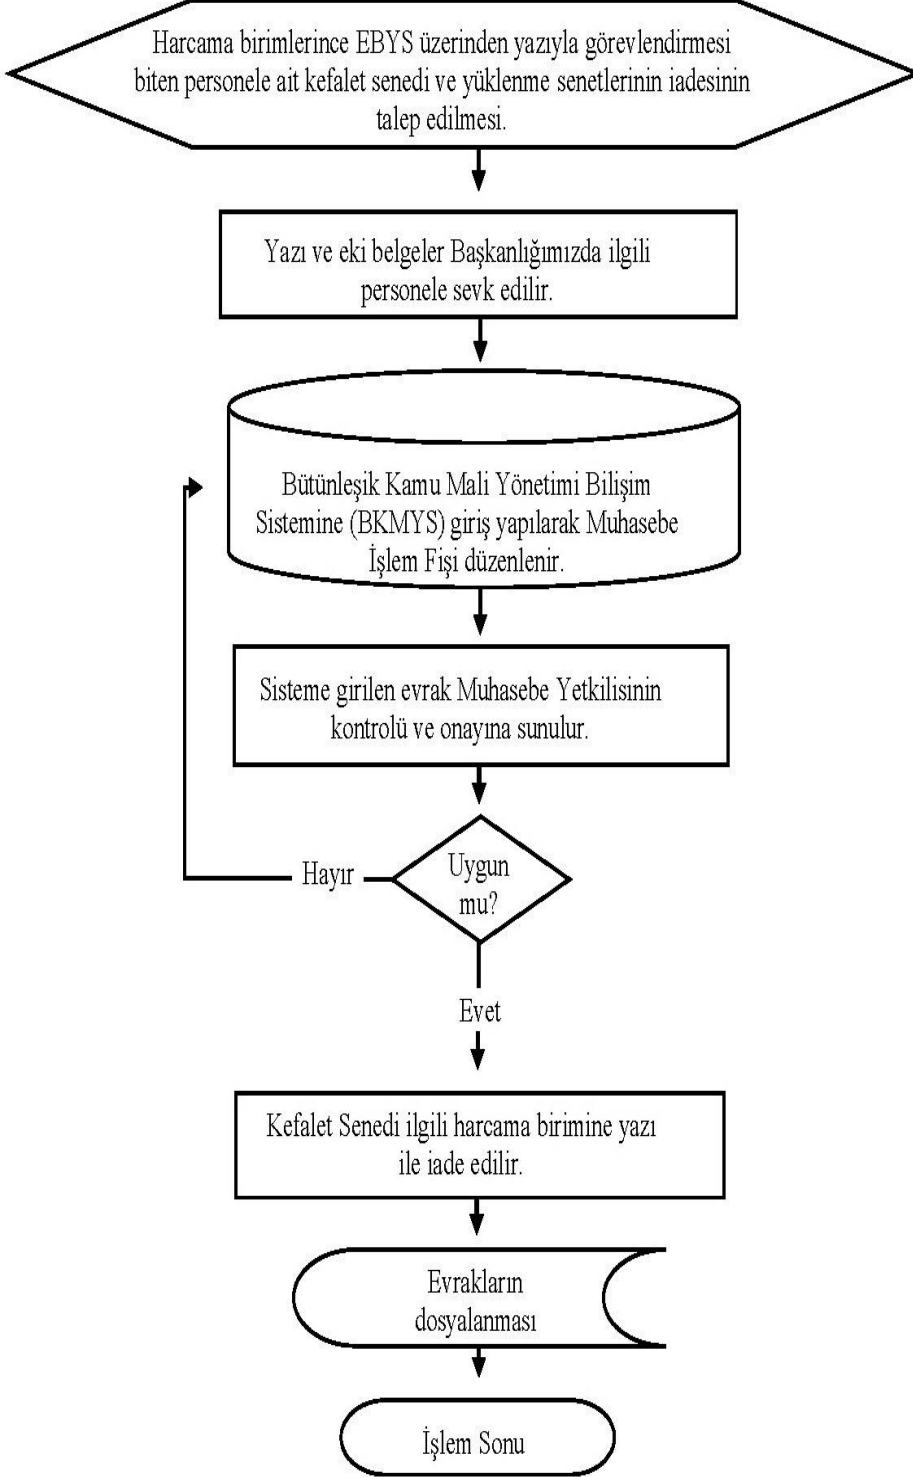 Harcama birimlerince EBYS üzerinden yazıyla görevlendirmesi
biten personele ait kefalet senedi ve yüklenme senetlerinin iadesinin
talep edilmesi.
Yazı ve eki belgeler Başkanlığımızda ilgili
personele sevk edilir.
Bütünleşik Kamu Mali Yönetimi Bilişim
Sistemine (BKMYS) giriş yapılarak Muhasebe
İşlem Fişi düzenlenir.
Sisteme girilen evrak Muhasebe Yetkilisinin
kontrolü ve onayına sunulur.
Uygun
mu?
Hayır
Evet
Kefalet Senedi ilgili harcama birimine yazı
ile iade edilir.
Evrakların
dosyalanması
İşlem Sonu